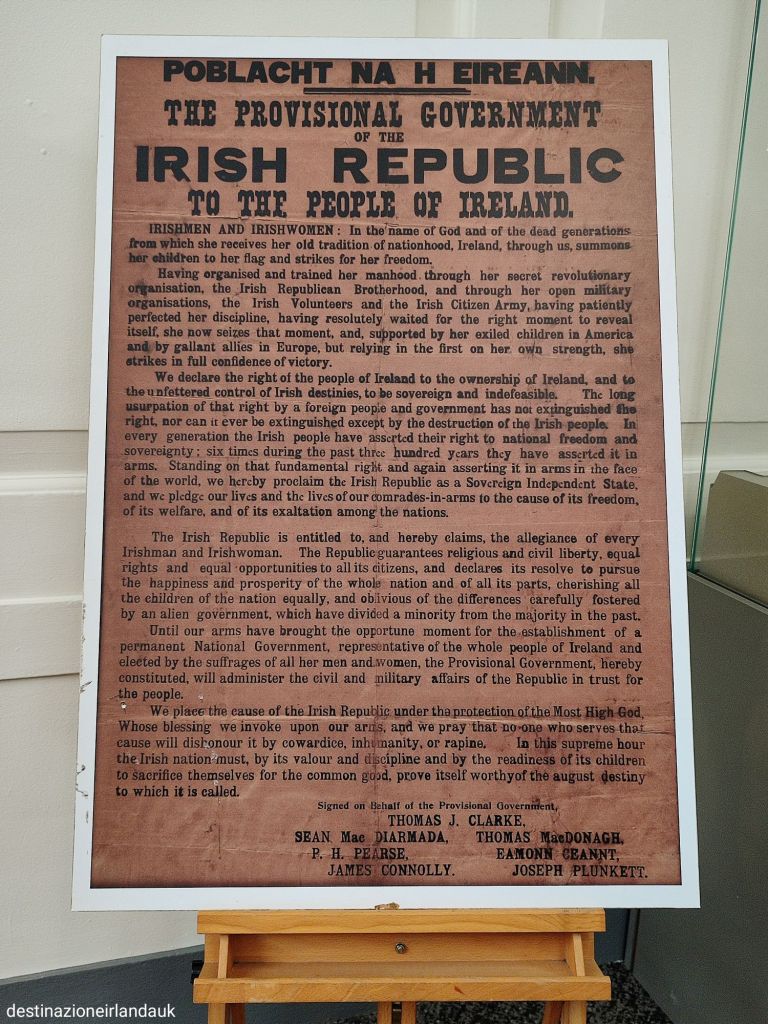 POBLACHT NA H EIREANN.
THE PROVISIONAL GOVERNMENT
OF THE
IRISH REPUBLIC
TO THE PEOPLE OF IRELAND.
IRISHMEN AND IRISHWOMEN : In the name of God and of the dead generations
from which she receives her old tradition of nationhood, Ireland, through us, summons
her children to her flag and strikes for her freedom.
Having organised and trained her manhood through her secret revolutionary
organisation, the Irish Republican Brotherhood, and through her open military
organisations, the Irish Volunteers and the Irish Citizen Army, having patiently
perfected her discipline, having resolutely waited for the right moment to reveal
itself, she now seizes that moment, and, supported by her exiled children in America
and by gallant allies in Europe, but relying in the first on her own strength, she
strikes in full confidence of victory.
We declare the right of the people of Ireland to the ownership of Ireland, and to
the unfettered control of Irish destinies, to be sovereign and indefeasible. The long
usurpation of that right by a foreign people and government has not extinguished the
right, nor can it ever be extinguished except by the destruction of the Irish people. In
every generation the Irish people have asserted their right to national freedom and
sovereignty ; six times during the past three hundred years they have asserted it in
arms. Standing on that fundamental right and again asserting it in arms in the face
of the world, we hereby proclaim the Irish Republic as a Sovereign Independent State,
and we pledge our lives and the lives of our comrades-in-arms to the cause of its freedom,
of its welfare, and of its exaltation among the nations.
The Irish Republic is entitled to, and hereby claims, the allegiance of every
Irishman and Irishwoman. The Republic guarantees religious and civil liberty, equal
rights and equal opportunities to all its citizens, and declares its resolve to pursue
the happiness and prosperity of the whole nation and of all its parts, cherishing all
the children of the nation equally, and oblivious of the differences carefully fostered
by an alien government, which have divided a minority from the majority in the past.
Until our arms have brought the opportune moment for the establishment of a
permanent National Government, representative of the whole people of Ireland and
elected by the suffrages of all her men and women, the Provisional Government, hereby
constituted, will administer the civil and military affairs of the Republic in trust for
the people.
We place the cause of the Irish Republic under the protection of the Most High God,
Whose blessing we invoke upon our arms, and we pray that no one who serves that
cause will dishonour it by cowardice, inhumanity, or rapine. In this supreme hour
the Irish nation must, by its valour and discipline and by the readiness of its children
to sacrifice themselves for the common good, prove itself worthy of the august destiny
to which it is called.
Signed on Behalf of the Provisional Government,
THOMAS J. CLARKE,
SEAN Mac DIARMADA, THOMAS MacDONAGH,
P. H. PEARSE, EAMONN CEANNT,
JAMES CONNOLLY. JOSEPH PLUNKETT.
destinazioneirlandauk